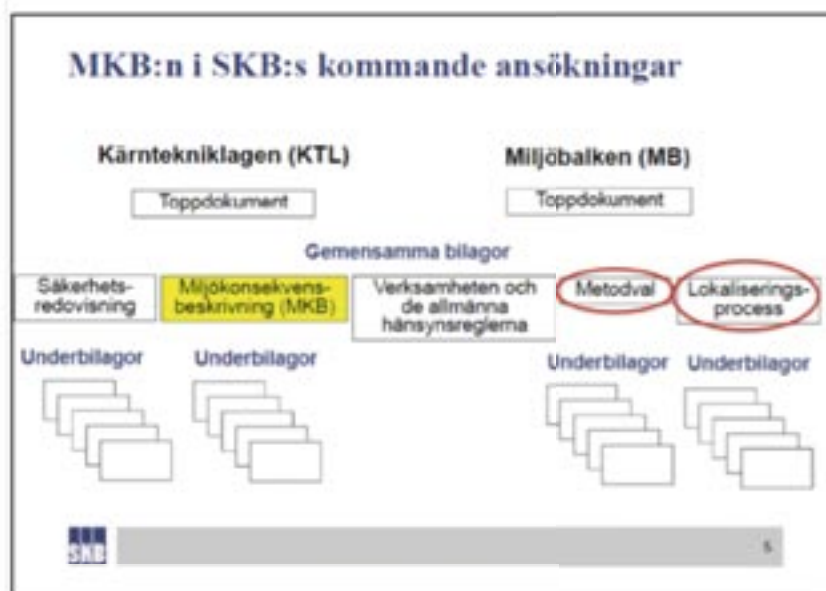 MKB:n i SKB:s kommande ansökningar
Kärntekniklagen (KTL)
Miljöbalken (MB)
Toppdokument
Toppdokument
Gemensamma bilagor
Säkerhets-
redovisning
Miljökonsekvens-
beskrivning (MKB)
Verksamheten och
de allmänna
hänsynsreglerna
Metodval
Lokaliserings-
process
Underbilagor
Underbilagor
Underbilagor
Underbilagor
SKB
5